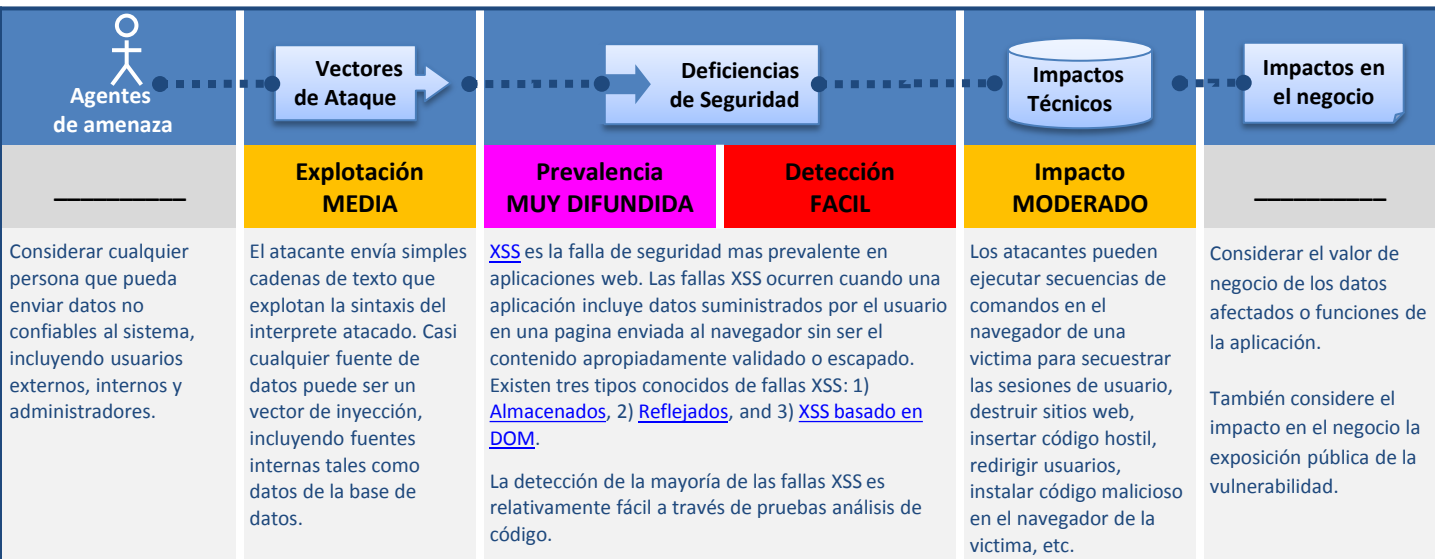 Agentes
de amenaza
Vectores
de Ataque
Deficiencias
de Seguridad
Impactos
Técnicos
Impactos en
el negocio
__________
Explotación
MEDIA
Prevalencia
MUY DIFUNDIDA
Detección
FACIL
Impacto
MODERADO
__________
Considerar cualquier
persona que pueda
enviar datos no
confiables al sistema,
incluyendo usuarios
externos, internos y
administradores.
El atacante envía simples
cadenas de texto que
explotan la sintaxis del
interprete atacado. Casi
cualquier fuente de
datos puede ser un
vector de inyección,
incluyendo fuentes
internas tales como
datos de la base de
datos.
XSS es la falla de seguridad mas prevalente en
aplicaciones web. Las fallas XSS ocurren cuando una
aplicación incluye datos suministrados por el usuario
en una pagina enviada al navegador sin ser el
contenido apropiadamente validado o escapado.
Existen tres tipos conocidos de fallas XSS: 1)
Almacenados, 2) Reflejados, and 3) XSS basado en
DOM.
La detección de la mayoría de las fallas XSS es
relativamente fácil a través de pruebas análisis de
código.
Los atacantes pueden
ejecutar secuencias de
comandos en el
navegador de una
victima para secuestrar
las sesiones de usuario,
destruir sitios web,
insertar código hostil,
redirigir usuarios,
instalar código malicioso
en el navegador de la
victima, etc.
Considerar el valor de
negocio de los datos
afectados o funciones de
la aplicación.
También considere el
impacto en el negocio la
exposición pública de la
vulnerabilidad.